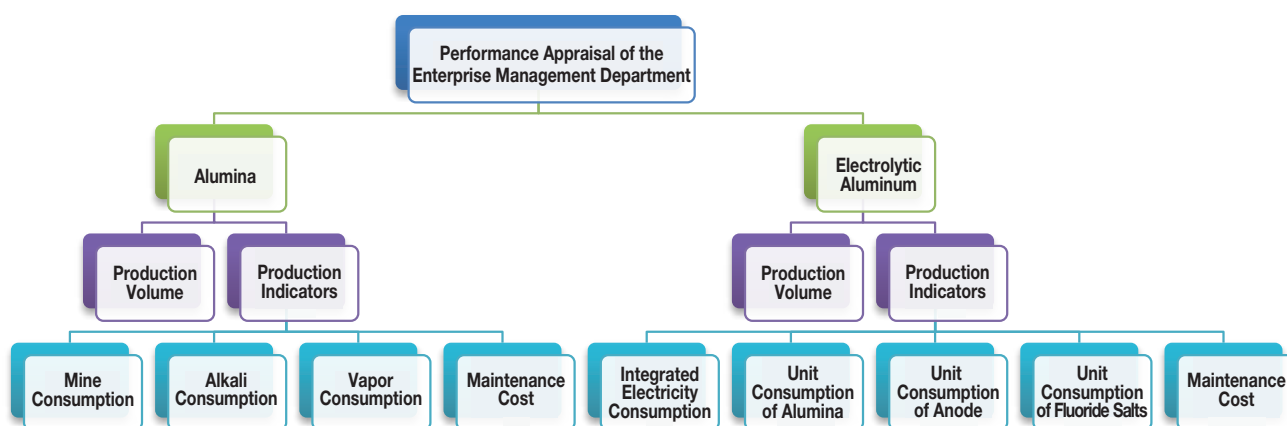 Performance Appraisal of the
Enterprise Management Department
Alumina
Electrolytic
Aluminum
Production
Volume
Production
Indicators
Production
Volume
Production
Indicators
Mine
Consumption
Alkali
Consumption
Vapor
Consumption
Maintenance
Cost
Integrated
Electricity
Consumption
Unit
Consumption
of Alumina
Unit
Consumption
of Anode
Unit
Consumption
of Fluoride Salts
Maintenance
Cost